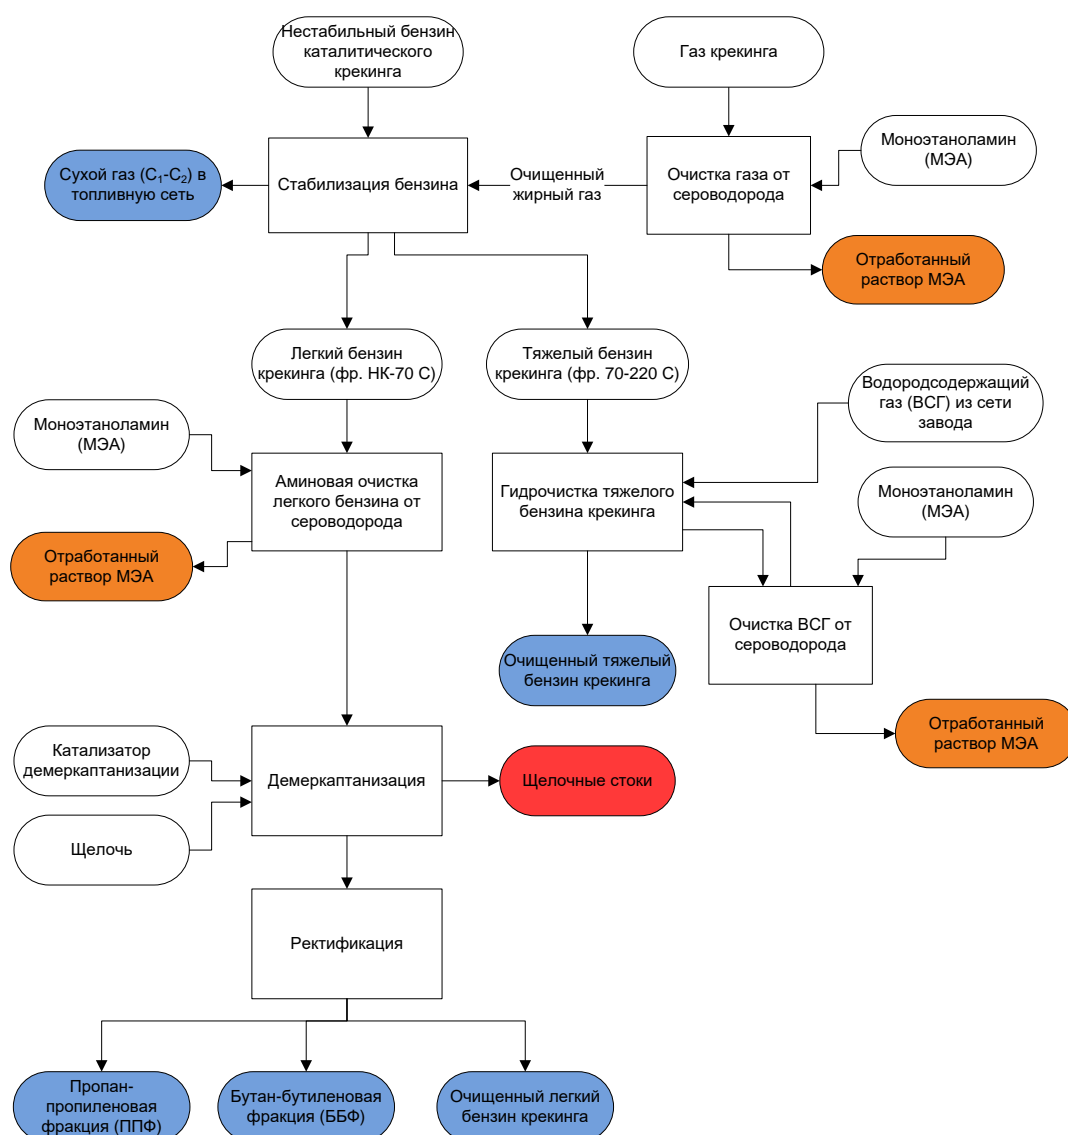 Нестабильный бензин
каталитического
крекинга
Газ крекинга
Моноэтаноламин
(МЭА)
Сухой газ (C₁-C₂) в
топливную сеть
Стабилизация бензина
Очищенный
жирный газ
Очистка газа от
сероводорода
Отработанный
раствор МЭА
Легкий бензин
крекинга (фр. НК-70 С)
Тяжелый бензин
крекинга (фр. 70-220 С)
Водородсодержащий
газ (ВСГ) из сети
завода
Моноэтаноламин
(МЭА)
Аминовая очистка
легкого бензина от
сероводорода
Гидрочистка тяжелого
бензина крекинга
Моноэтаноламин
(МЭА)
Отработанный
раствор МЭА
Очистка ВСГ от
сероводорода
Очищенный тяжелый
бензин крекинга
Отработанный
раствор МЭА
Катализатор
демеркаптанизации
Демеркаптанизация
Щелочные стоки
Щелочь
Ректификация
Пропан-
пропиленовая
фракция (ППФ)
Бутан-бутиленовая
фракция (ББФ)
Очищенный легкий
бензин крекинга